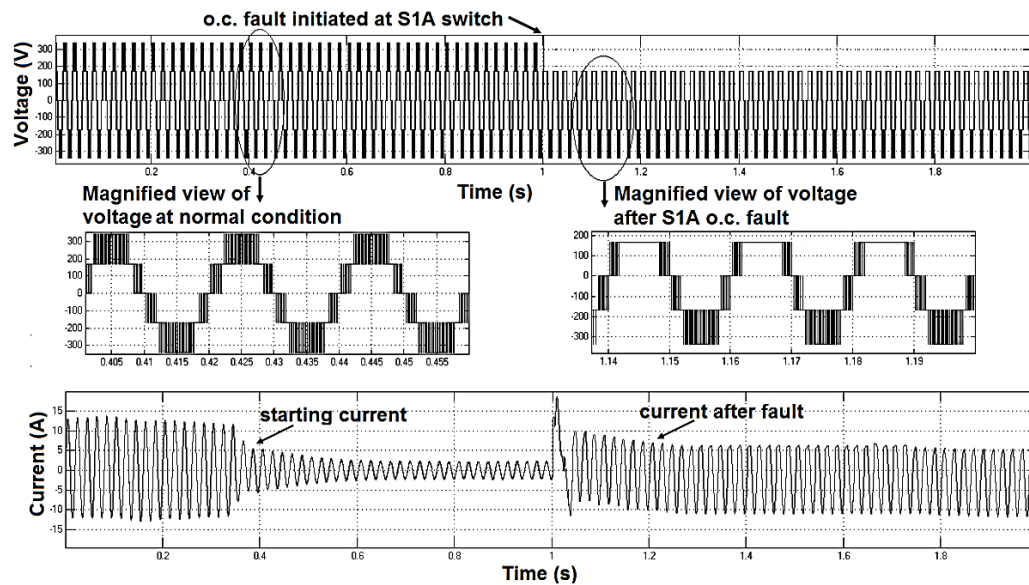 o.c. fault initiated at S1A switch
Voltage (V)
300
200
100
0
-100
-200
-300
0.2 0.4 0.6 0.8 1 1.2 1.4 1.6 1.8
Time (s)
Magnified view of
voltage at normal condition
Magnified view of voltage
after S1A o.c. fault
300
200
100
0
-100
-200
-300
0.405 0.41 0.415 0.42 0.425 0.43 0.435 0.44 0.445 0.45 0.455
200
100
0
-100
-200
-300
1.14 1.15 1.16 1.17 1.18 1.19
Current (A)
15
10
5
0
-5
-10
-15
starting current
current after fault
0.2 0.4 0.6 0.8 1 1.2 1.4 1.6 1.8
Time (s)